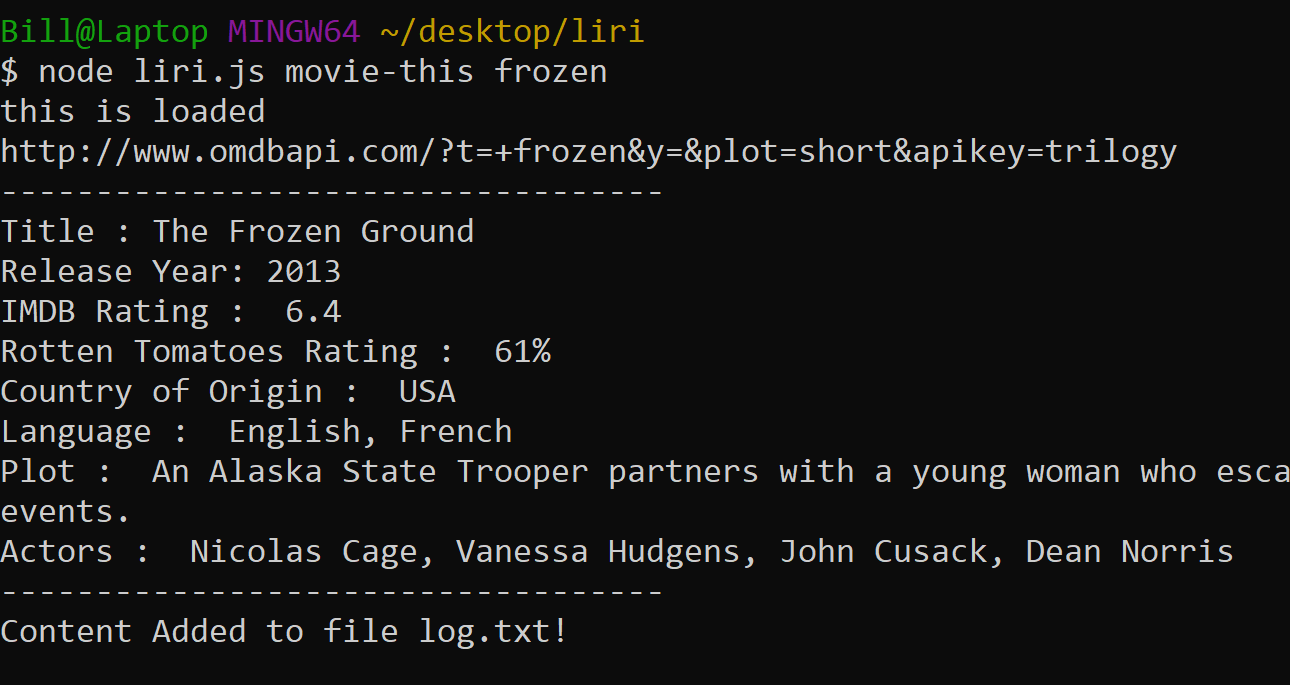 Bill@Laptop MINGW64 ~/desktop/liri
$ node liri.js movie-this frozen
this is loaded
http://www.omdbapi.com/?t=+frozen&y=&plot=short&apikey=trilogy
-----------------------------------
Title : The Frozen Ground
Release Year: 2013
IMDB Rating :  6.4
Rotten Tomatoes Rating :  61%
Country of Origin :  USA
Language :  English, French
Plot :  An Alaska State Trooper partners with a young woman who esca
events.
Actors :  Nicolas Cage, Vanessa Hudgens, John Cusack, Dean Norris
-----------------------------------
Content Added to file log.txt!